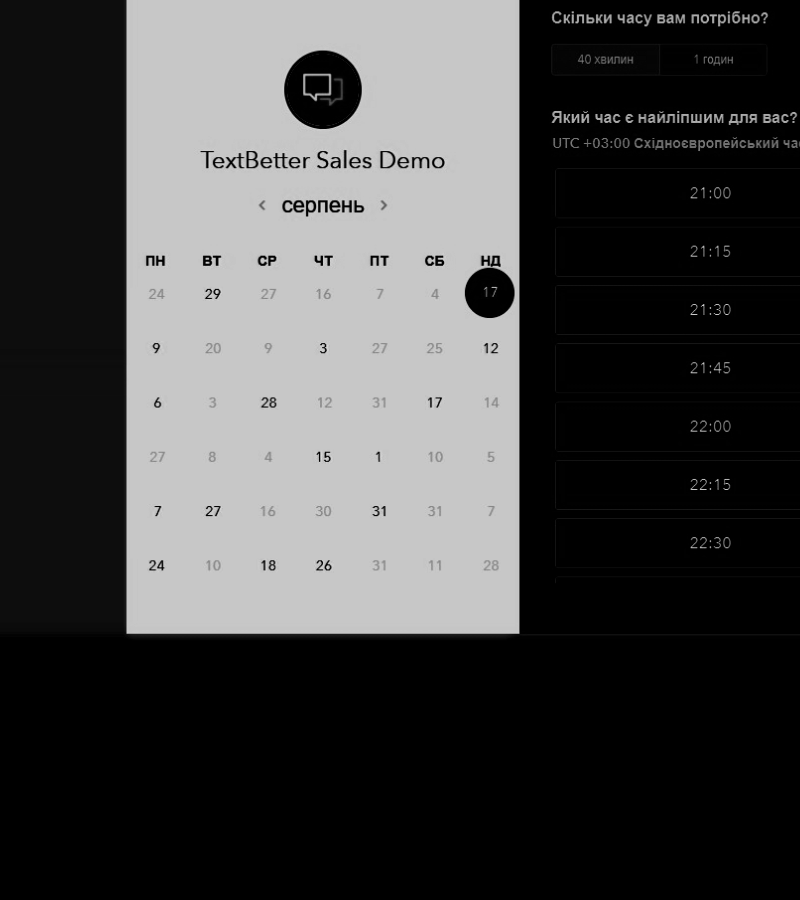 TextBetter Sales Demo
серпень
ПН ВТ СР ЧТ ПТ СБ НД
24 29 27 16 7 4 17
9 20 9 3 27 25 12
6 3 28 12 31 17 14
27 8 4 15 1 10 5
7 27 16 30 31 31 7
24 10 18 26 31 11 28
Скільки часу вам потрібно?
40 хвилин 1 годин
Який час є найліпшим для вас?
UTC +03:00 Східноєвропейський
21:00
21:15
21:30
21:45
22:00
22:15
22:30